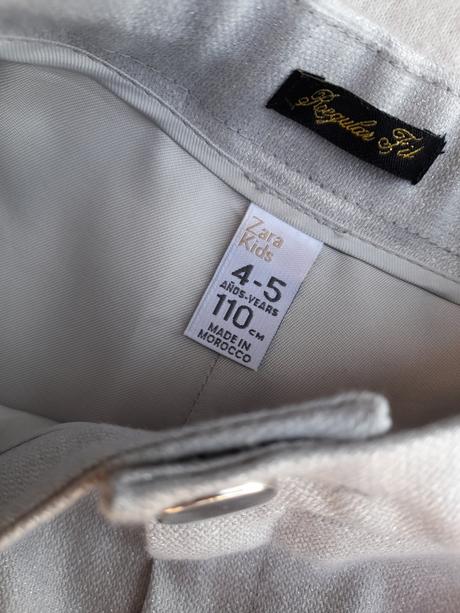 Regular Fit
Zara
Kids
4-5
AÑOS-YEARS
110 CM
MADE IN
MOROCCO